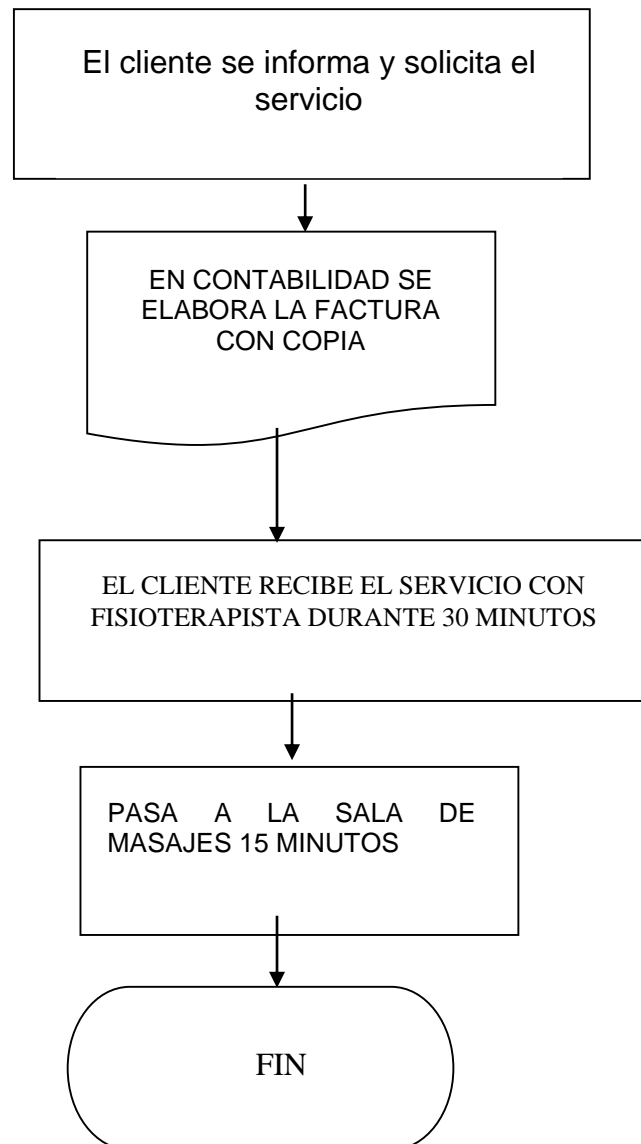 El cliente se informa y solicita el
servicio
EN CONTABILIDAD SE
ELABORA LA FACTURA
CON COPIA
EL CLIENTE RECIBE EL SERVICIO CON
FISIOTERAPISTA DURANTE 30 MINUTOS
PASA A LA SALA DE
MASAJES 15 MINUTOS
FIN